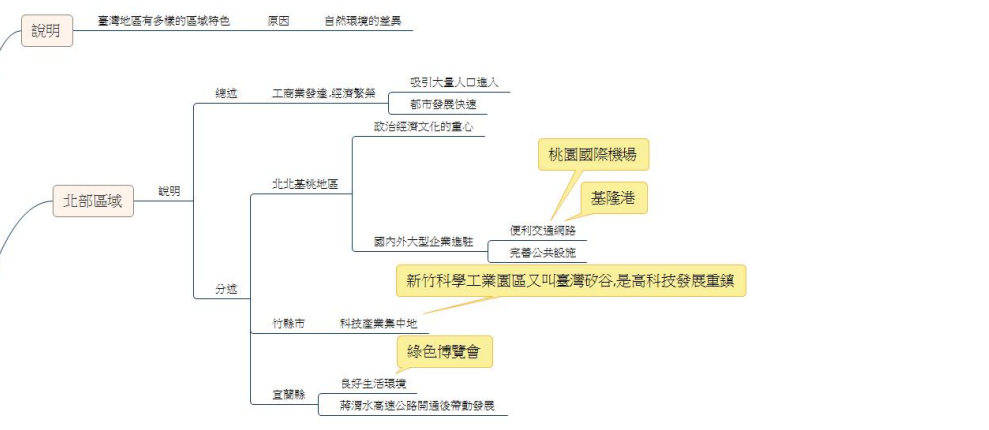 說明
臺灣地區有多樣的區域特色
原因
自然環境的差異
北部區域
說明
總述
工商業發達,經濟繁榮
吸引大量人口進入
都市發展快速
分述
北北基桃地區
政治經濟文化的重心
國內外大型企業進駐
便利交通網路
桃園國際機場
基隆港
完善公共設施
竹縣市
科技產業集中地
新竹科學工業園區又叫臺灣矽谷,是高科技發展重鎮
宜蘭縣
良好生活環境
綠色博覽會
蔣渭水高速公路開通後帶動發展